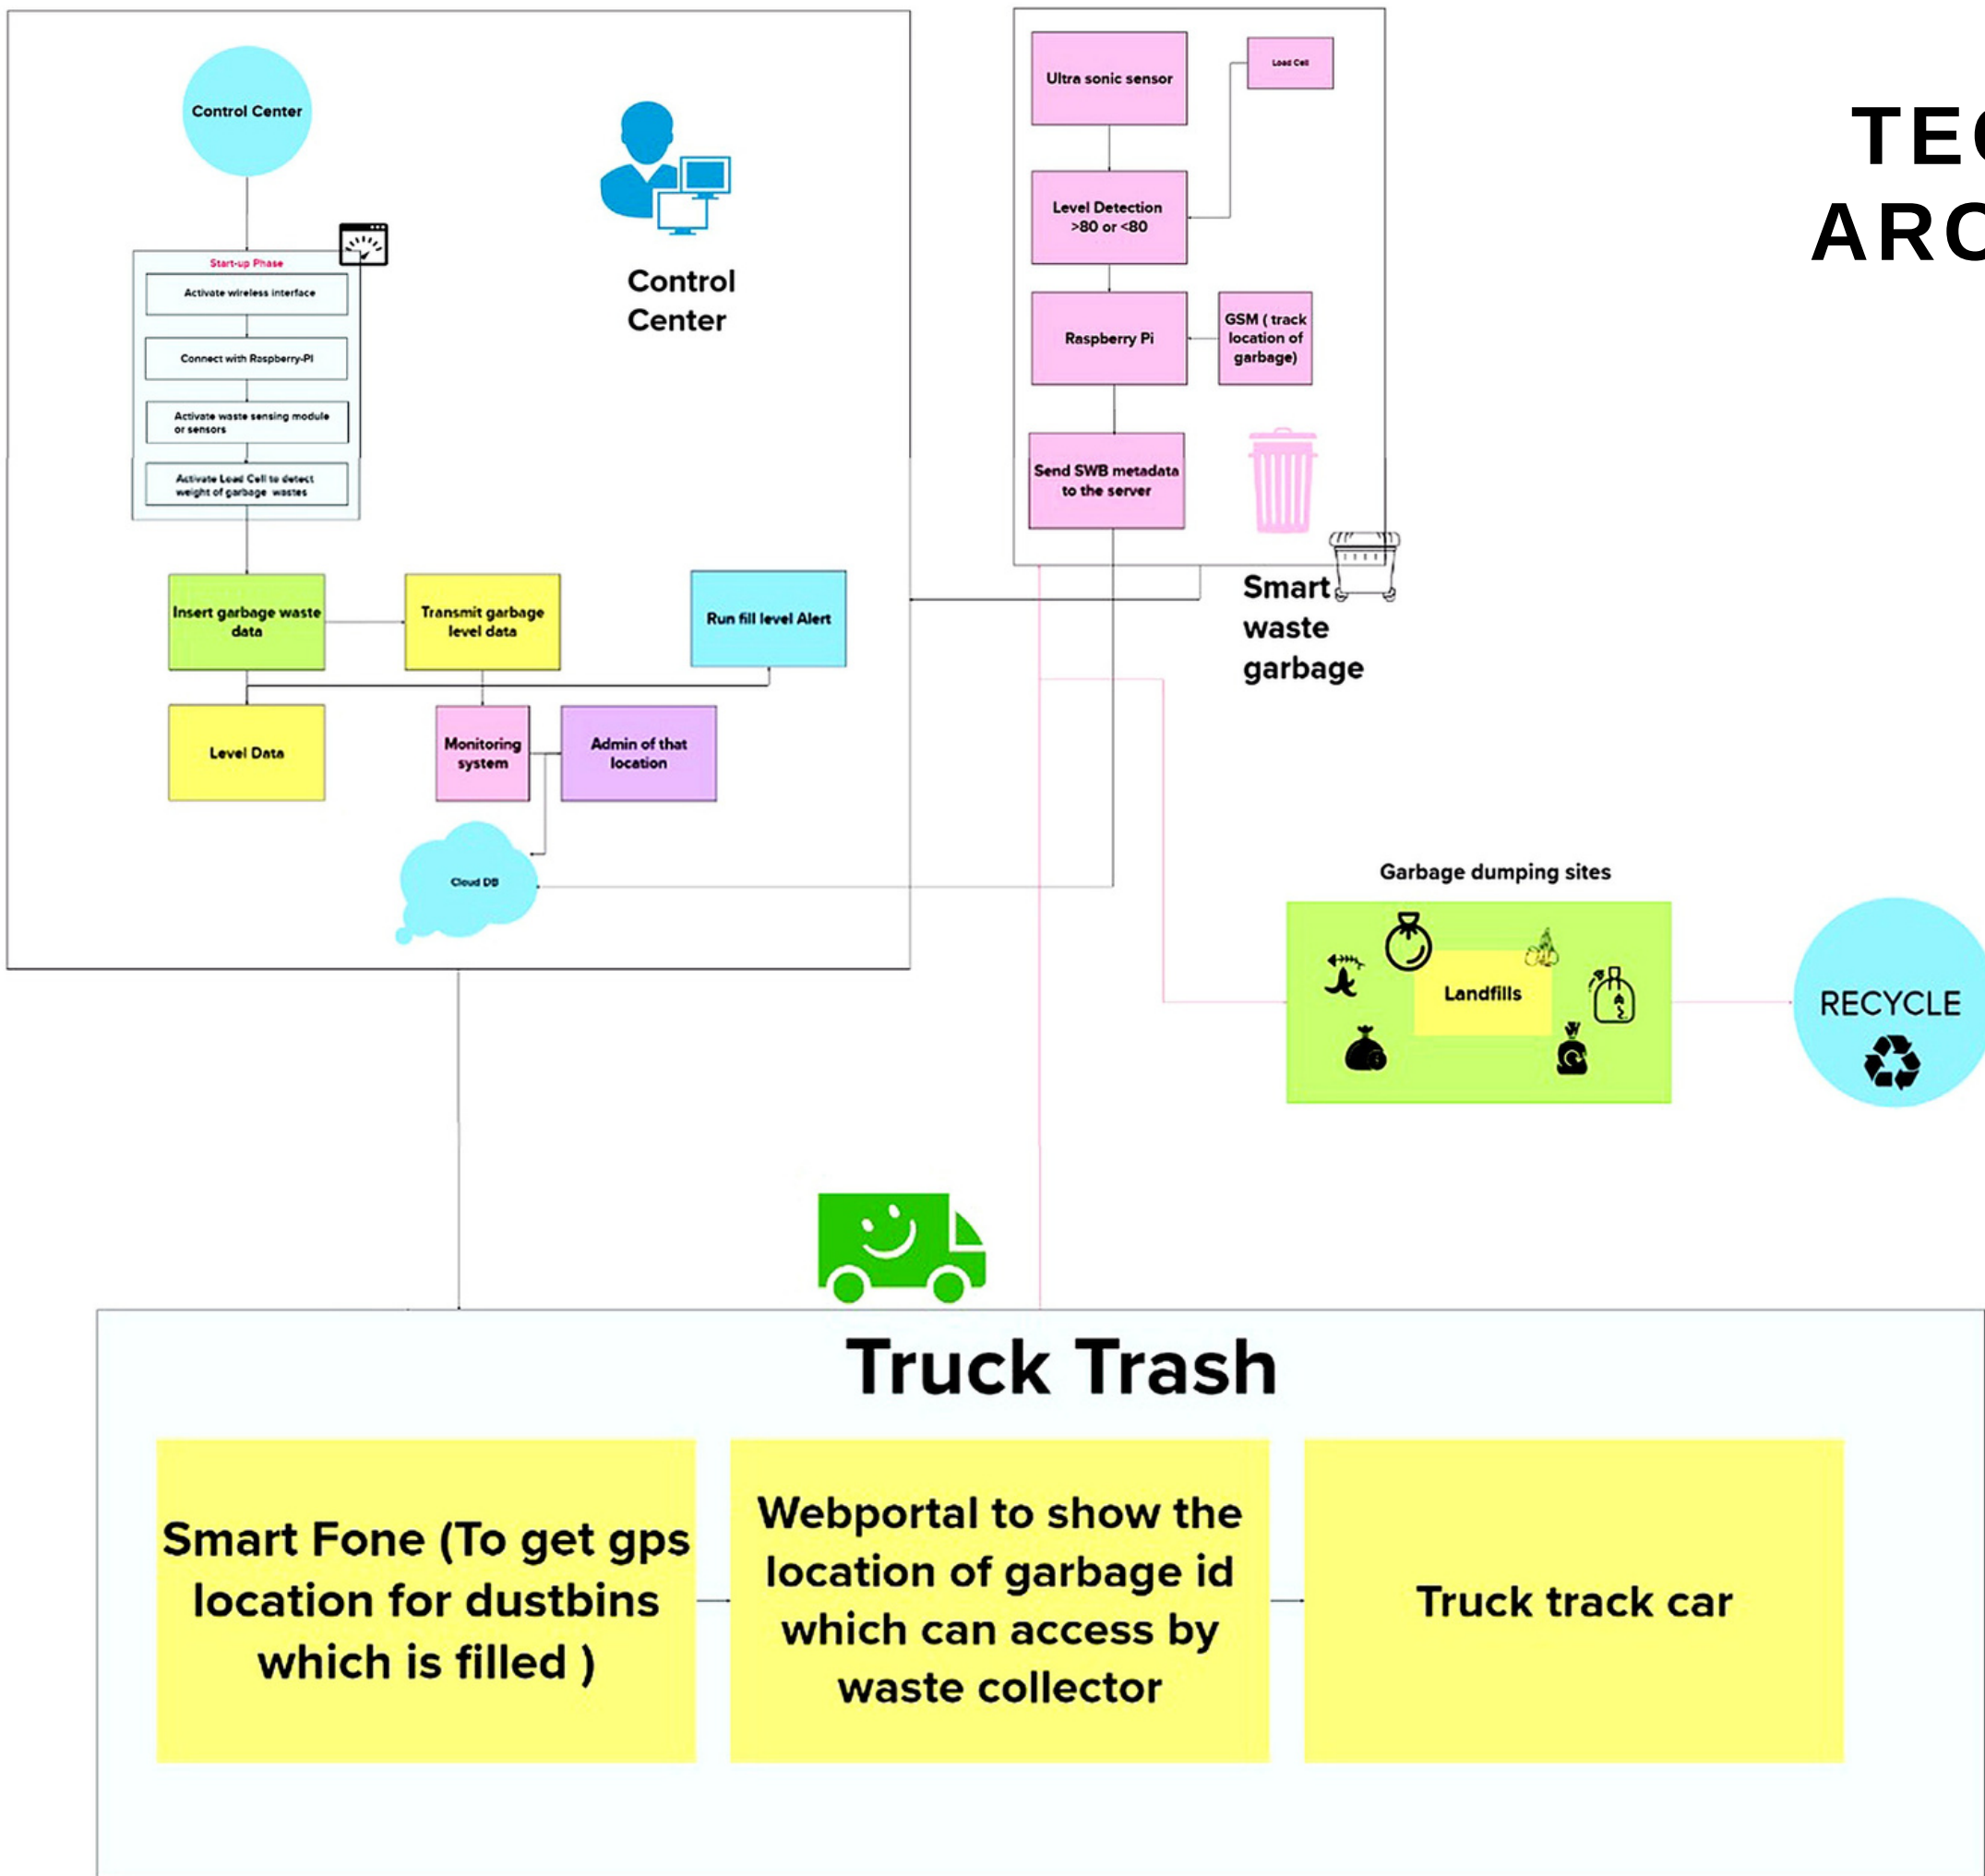 Control Center
Start-up Phase
Activate wireless interface
Connect with Raspberry-PI
Activate waste sensing module
or sensors
Activate Load Cell to detect
weight of garbage wastes
Control
Center
Insert garbage waste
data
Transmit garbage
level data
Run fill level Alert
Level Data
Monitoring
system
Admin of that
location
Cloud DB
Ultra sonic sensor
Load Cell
Level Detection
>80 or <80
Raspberry Pi
GSM ( track
location of
garbage)
Send SWB metadata
to the server
Smart
waste
garbage
TEC
ARC
Garbage dumping sites
Landfills
RECYCLE
Truck Trash
Smart Fone (To get gps
location for dustbins
which is filled )
Webportal to show the
location of garbage id
which can access by
waste collector
Truck track car